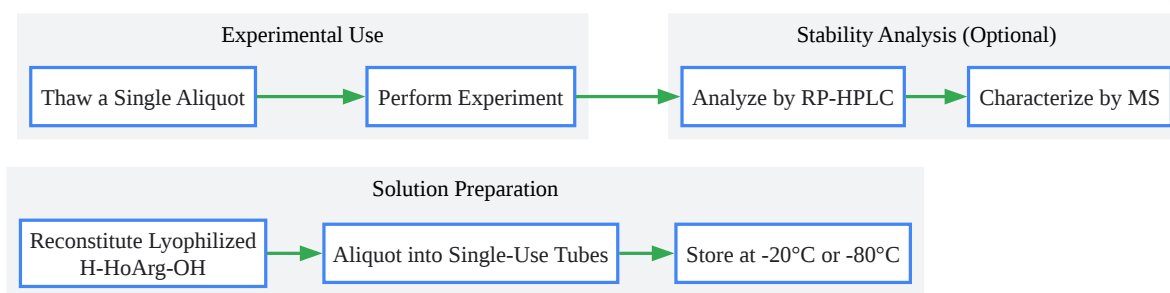 Experimental Use
Thaw a Single Aliquot
Perform Experiment
Stability Analysis (Optional)
Analyze by RP-HPLC
Characterize by MS
Solution Preparation
Reconstitute Lyophilized
H-HoArg-OH
Aliquot into Single-Use Tubes
Store at -20°C or -80°C